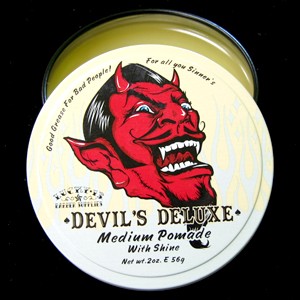 Good Grease For Bad People!
For all you Sinner's
DEVIL'S DELUXE
Medium Pomade
With Shine
Net wt. 2oz. E 56g